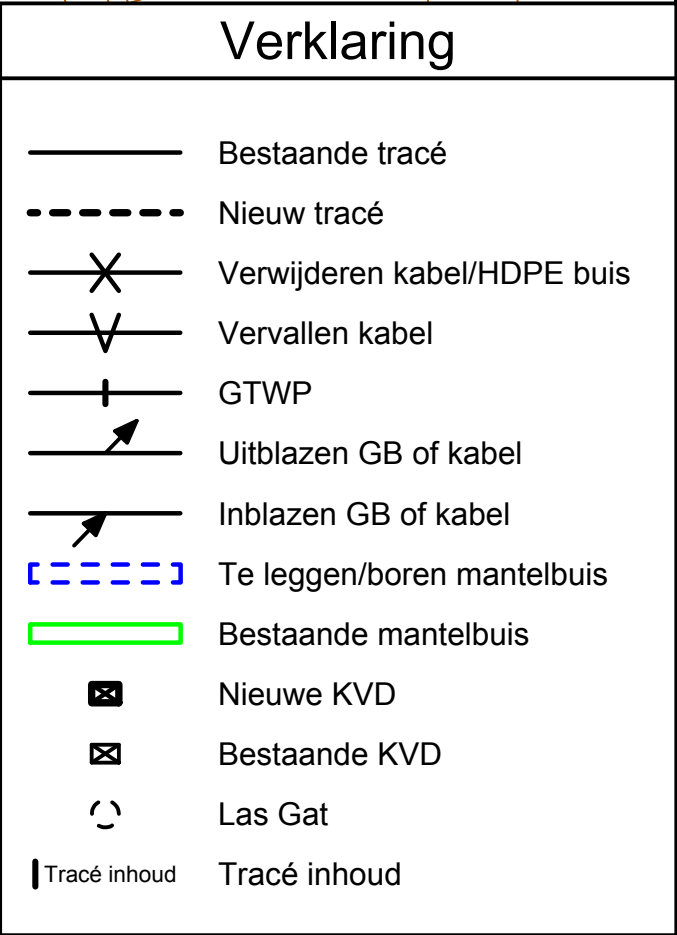 Verklaring
Bestaande tracé
Nieuw tracé
Verwijderen kabel/HDPE buis
Vervallen kabel
GTWP
Uitblazen GB of kabel
Inblazen GB of kabel
Te leggen/boren mantelbuis
Bestaande mantelbuis
Nieuwe KVD
Bestaande KVD
Las Gat
Tracé inhoud Tracé inhoud